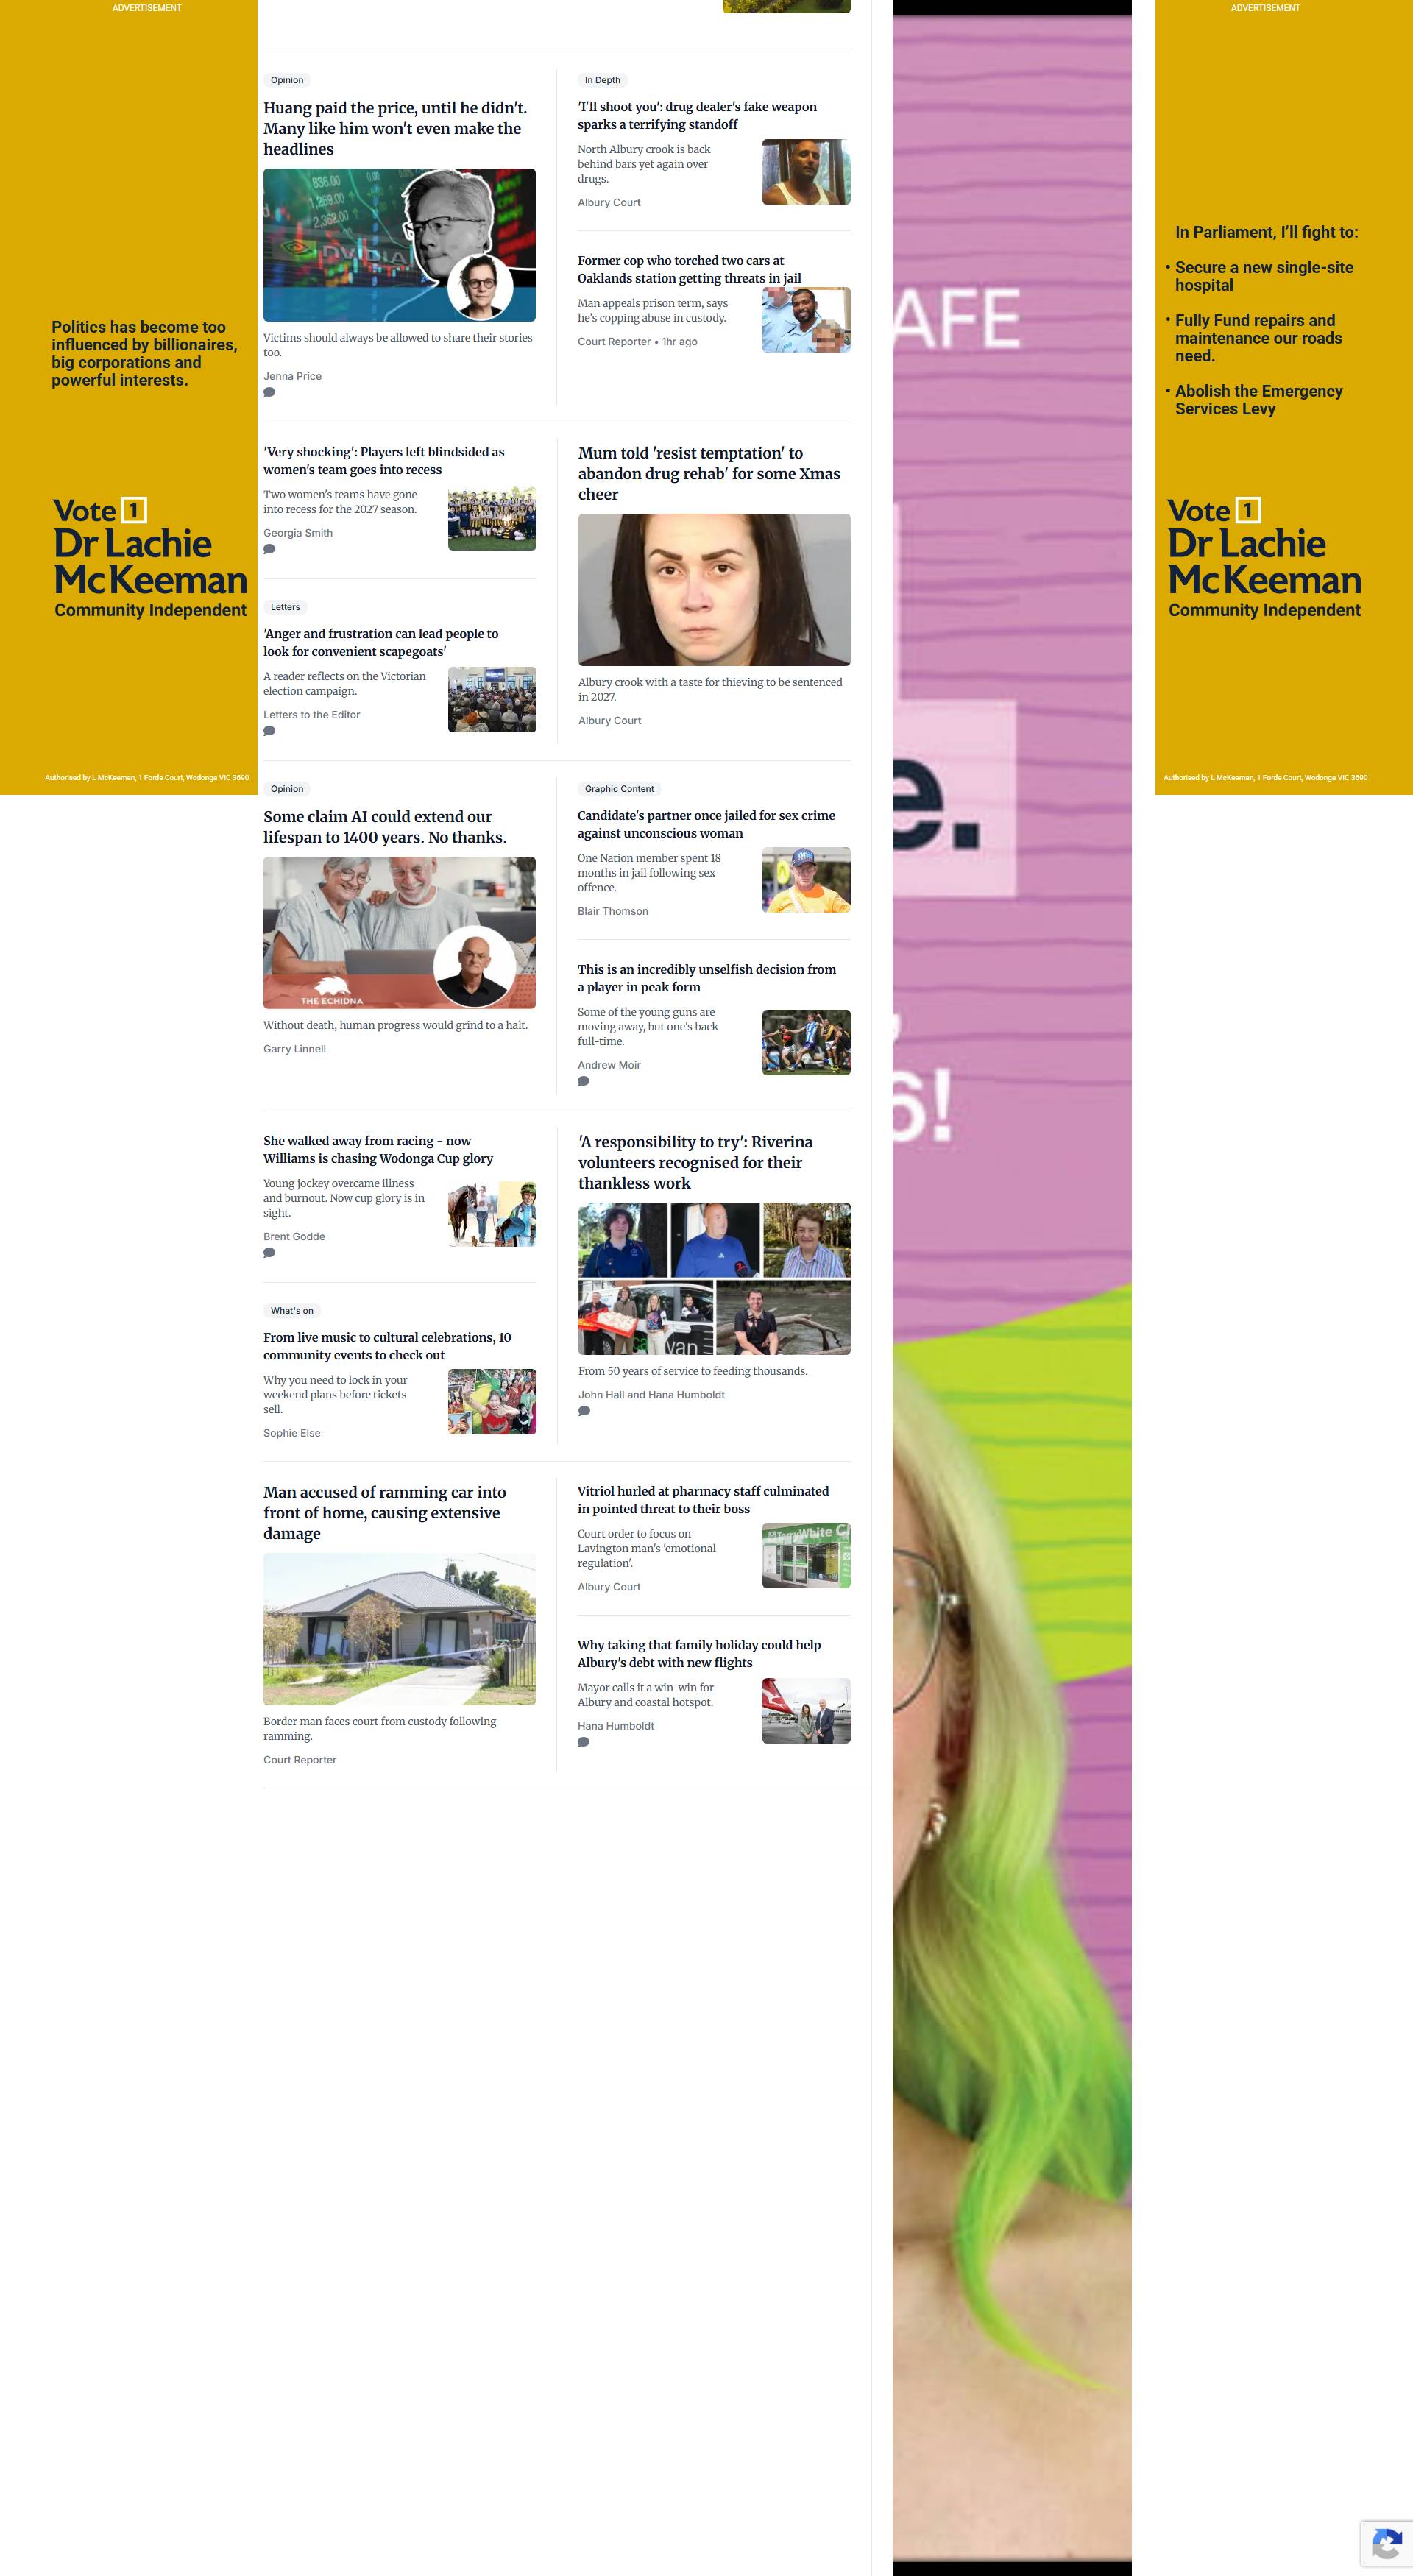 ADVERTISEMENT
Politics has become too
influenced by billionaires,
big corporations and
powerful interests.
Vote 1
Dr Lachie
McKeeman
Community Independent
Authorised by L McKeeman, 1 Forde Court, Wodonga VIC 3690
Opinion
Huang paid the price, until he didn't.
Many like him won't even make the
headlines
836.00
1,269.00
2,362.00
NVIDIA
Victims should always be allowed to share their stories
too.
Jenna Price
In Depth
'I'll shoot you': drug dealer's fake weapon
sparks a terrifying standoff
North Albury crook is back
behind bars yet again over
drugs.
Albury Court
Former cop who torched two cars at
Oaklands station getting threats in jail
Man appeals prison term, says
he's copping abuse in custody.
Court Reporter • 1hr ago
'Very shocking': Players left blindsided as
women's team goes into recess
Two women's teams have gone
into recess for the 2027 season.
Georgia Smith
Letters
'Anger and frustration can lead people to
look for convenient scapegoats'
A reader reflects on the Victorian
election campaign.
Letters to the Editor
Mum told 'resist temptation' to
abandon drug rehab' for some Xmas
cheer
Albury crook with a taste for thieving to be sentenced
in 2027.
Albury Court
Opinion
Some claim AI could extend our
lifespan to 1400 years. No thanks.
THE ECHIDNA
Without death, human progress would grind to a halt.
Garry Linnell
Graphic Content
Candidate's partner once jailed for sex crime
against unconscious woman
One Nation member spent 18
months in jail following sex
offence.
Blair Thomson
This is an incredibly unselfish decision from
a player in peak form
Some of the young guns are
moving away, but one's back
full-time.
Andrew Moir
She walked away from racing - now
Williams is chasing Wodonga Cup glory
Young jockey overcame illness
and burnout. Now cup glory is in
sight.
Brent Godde
What's on
From live music to cultural celebrations, 10
community events to check out
Why you need to lock in your
weekend plans before tickets
sell.
Sophie Else
'A responsibility to try': Riverina
volunteers recognised for their
thankless work
van
From 50 years of service to feeding thousands.
John Hall and Hana Humboldt
Man accused of ramming car into
front of home, causing extensive
damage
Border man faces court from custody following
ramming.
Court Reporter
Vitriol hurled at pharmacy staff culminated
in pointed threat to their boss
TerryWhite
Court order to focus on
Lavington man's 'emotional
regulation'.
Albury Court
Why taking that family holiday could help
Albury's debt with new flights
Mayor calls it a win-win for
Albury and coastal hotspot.
Hana Humboldt
AFE
e.
6!
ADVERTISEMENT
In Parliament, I'll fight to:
• Secure a new single-site
hospital
• Fully Fund repairs and
maintenance our roads
need.
• Abolish the Emergency
Services Levy
Vote 1
Dr Lachie
McKeeman
Community Independent
Authorised by L McKeeman, 1 Forde Court, Wodonga VIC 3690